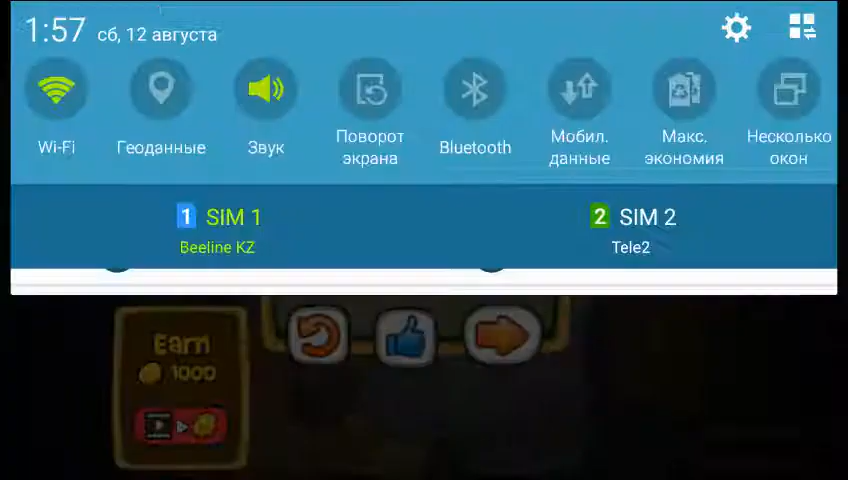 1:57 сб, 12 августа
Wi-Fi
Геоданные
Звук
Поворот
экрана
Bluetooth
Мобил.
данные
Макс.
экономия
Несколько
окон
1 SIM 1
Beeline KZ
2 SIM 2
Tele2
Earn
1000